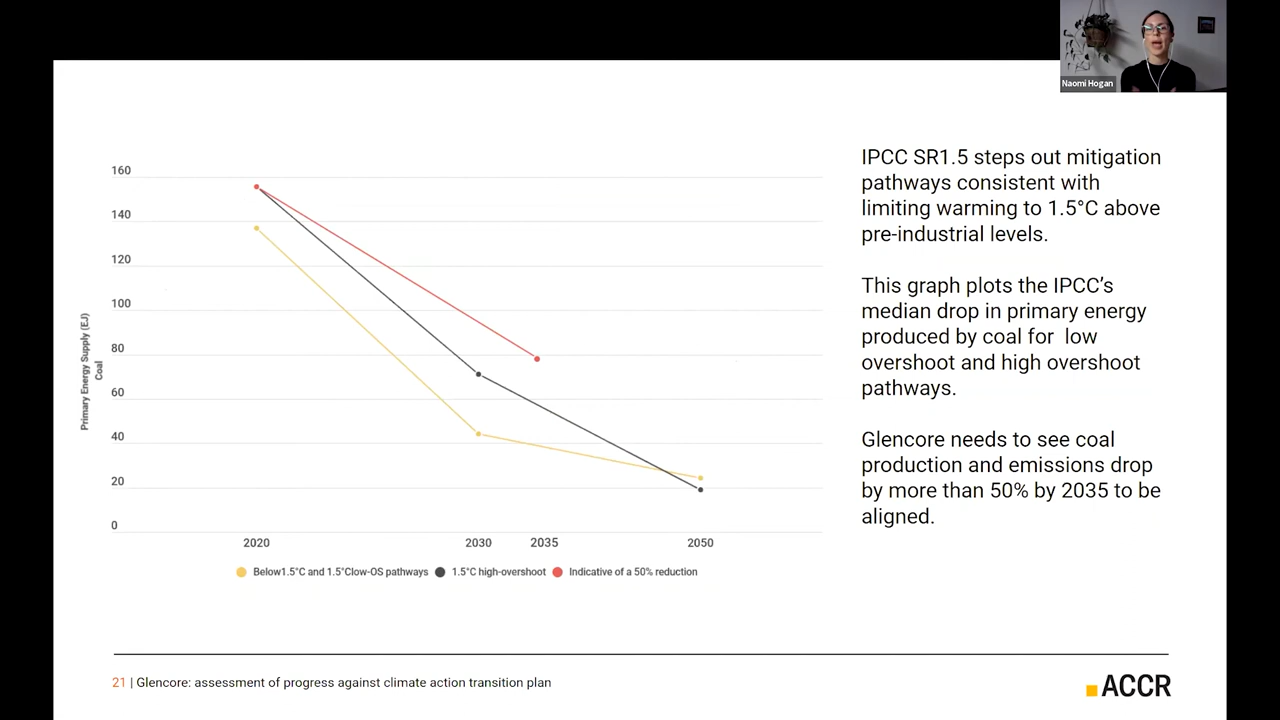 Naomi Hogan
160
140
120
100
80
60
40
20
0
Primary Energy Supply (EJ)
Coal
2020 2030 2035 2050
Below1.5°C and 1.5°Clow-OS pathways 1.5°C high-overshoot Indicative of a 50% reduction
IPCC SR1.5 steps out mitigation
pathways consistent with
limiting warming to 1.5°C above
pre-industrial levels.
This graph plots the IPCC's
median drop in primary energy
produced by coal for low
overshoot and high overshoot
pathways.
Glencore needs to see coal
production and emissions drop
by more than 50% by 2035 to be
aligned.
21 | Glencore: assessment of progress against climate action transition plan
ACCR